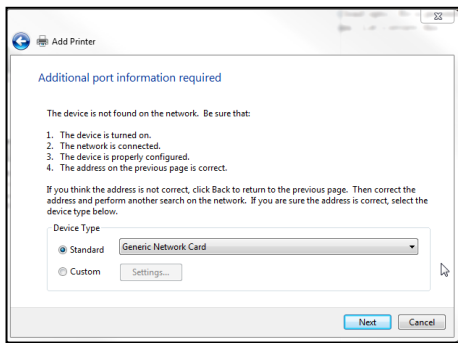 Add Printer
Additional port information required
The device is not found on the network. Be sure that:
1. The device is turned on.
2. The network is connected.
3. The device is properly configured.
4. The address on the previous page is correct.
If you think the address is not correct, click Back to return to the previous page. Then correct the
address and perform another search on the network. If you are sure the address is correct, select the
device type below.
Device Type
Standard
Generic Network Card
Custom
Settings...
Next
Cancel